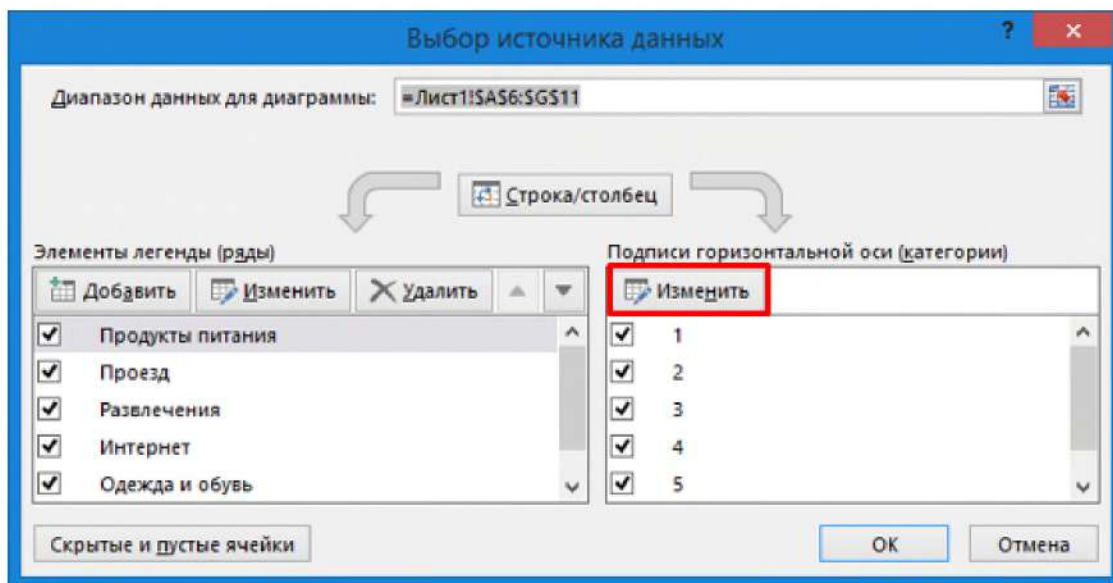 Выбор источника данных
?
Диапазон данных для диаграммы: =Лист1!$A$6:$G$11
Строка/столбец
Элементы легенды (ряды)
Добавить Изменить Удалить
Продукты питания
Проезд
Развлечения
Интернет
Одежда и обувь
Подписи горизонтальной оси (категории)
Изменить
1
2
3
4
5
Скрытые и пустые ячейки
ОК Отмена